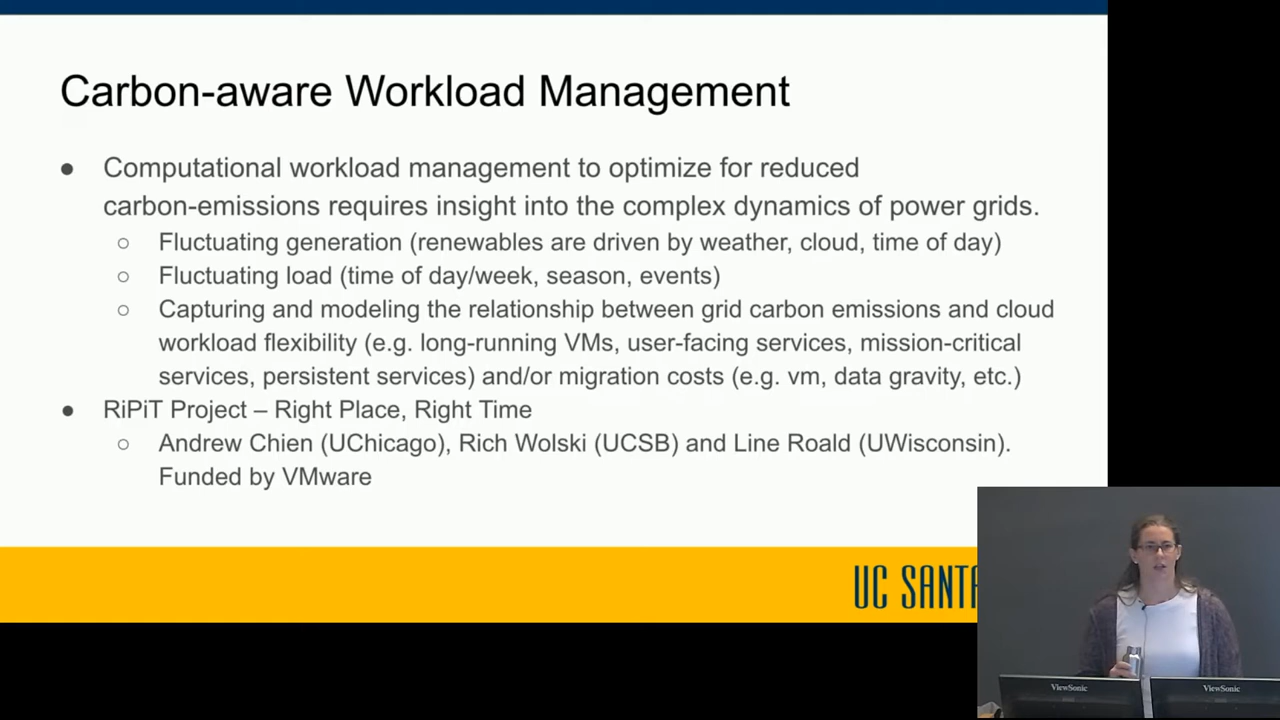 Carbon-aware Workload Management
● Computational workload management to optimize for reduced
carbon-emissions requires insight into the complex dynamics of power grids.
○ Fluctuating generation (renewables are driven by weather, cloud, time of day)
○ Fluctuating load (time of day/week, season, events)
○ Capturing and modeling the relationship between grid carbon emissions and cloud
workload flexibility (e.g. long-running VMs, user-facing services, mission-critical
services, persistent services) and/or migration costs (e.g. vm, data gravity, etc.)
● RiPiT Project – Right Place, Right Time
○ Andrew Chien (UChicago), Rich Wolski (UCSB) and Line Roald (UWisconsin).
Funded by VMware
UC SANTA
ViewSonic
ViewSonic